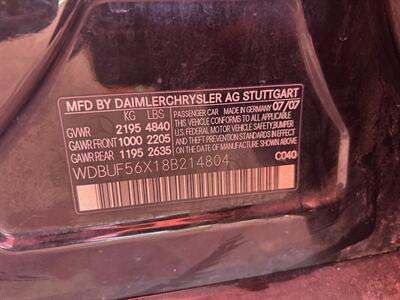 MFD BY DAIMLERCHRYSLER AG STUTTGART
KG LBS PASSENGER CAR MADE IN GERMANY 07/07
GVWR 2195 4840 THIS VEHICLE CONFORMS TO ALL APPLICABLE
GAWR FRONT 1000 2205 U.S. FEDERAL MOTOR VEHICLE SAFETY, BUMPER
GAWR REAR 1195 2635 AND THEFT PREVENTION STANDARDS IN EFFECT
ON THE DATE OF MANUFACTURE SHOWN ABOVE.
WDBUF56X18B214804 C040